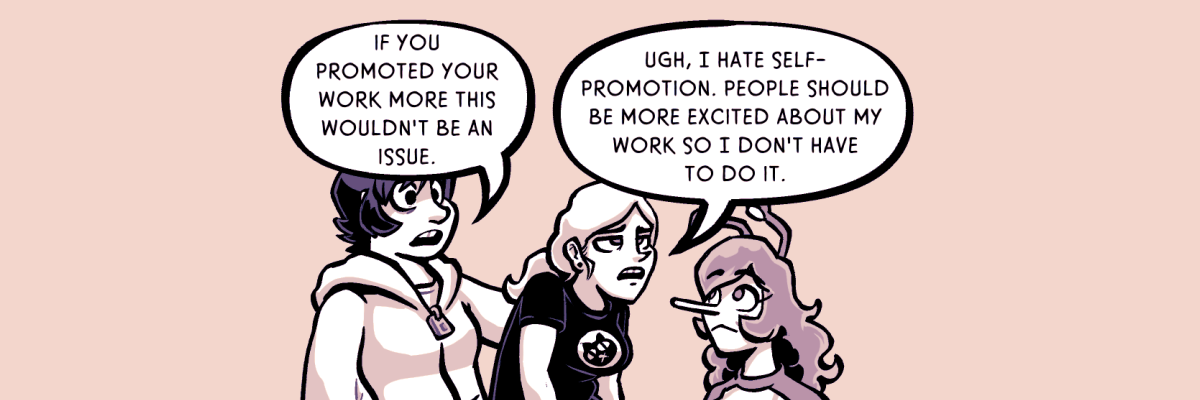 IF YOU
PROMOTED YOUR
WORK MORE THIS
WOULDN'T BE AN
ISSUE.
UGH, I HATE SELF-
PROMOTION. PEOPLE SHOULD
BE MORE EXCITED ABOUT MY
WORK SO I DON'T HAVE
TO DO IT.